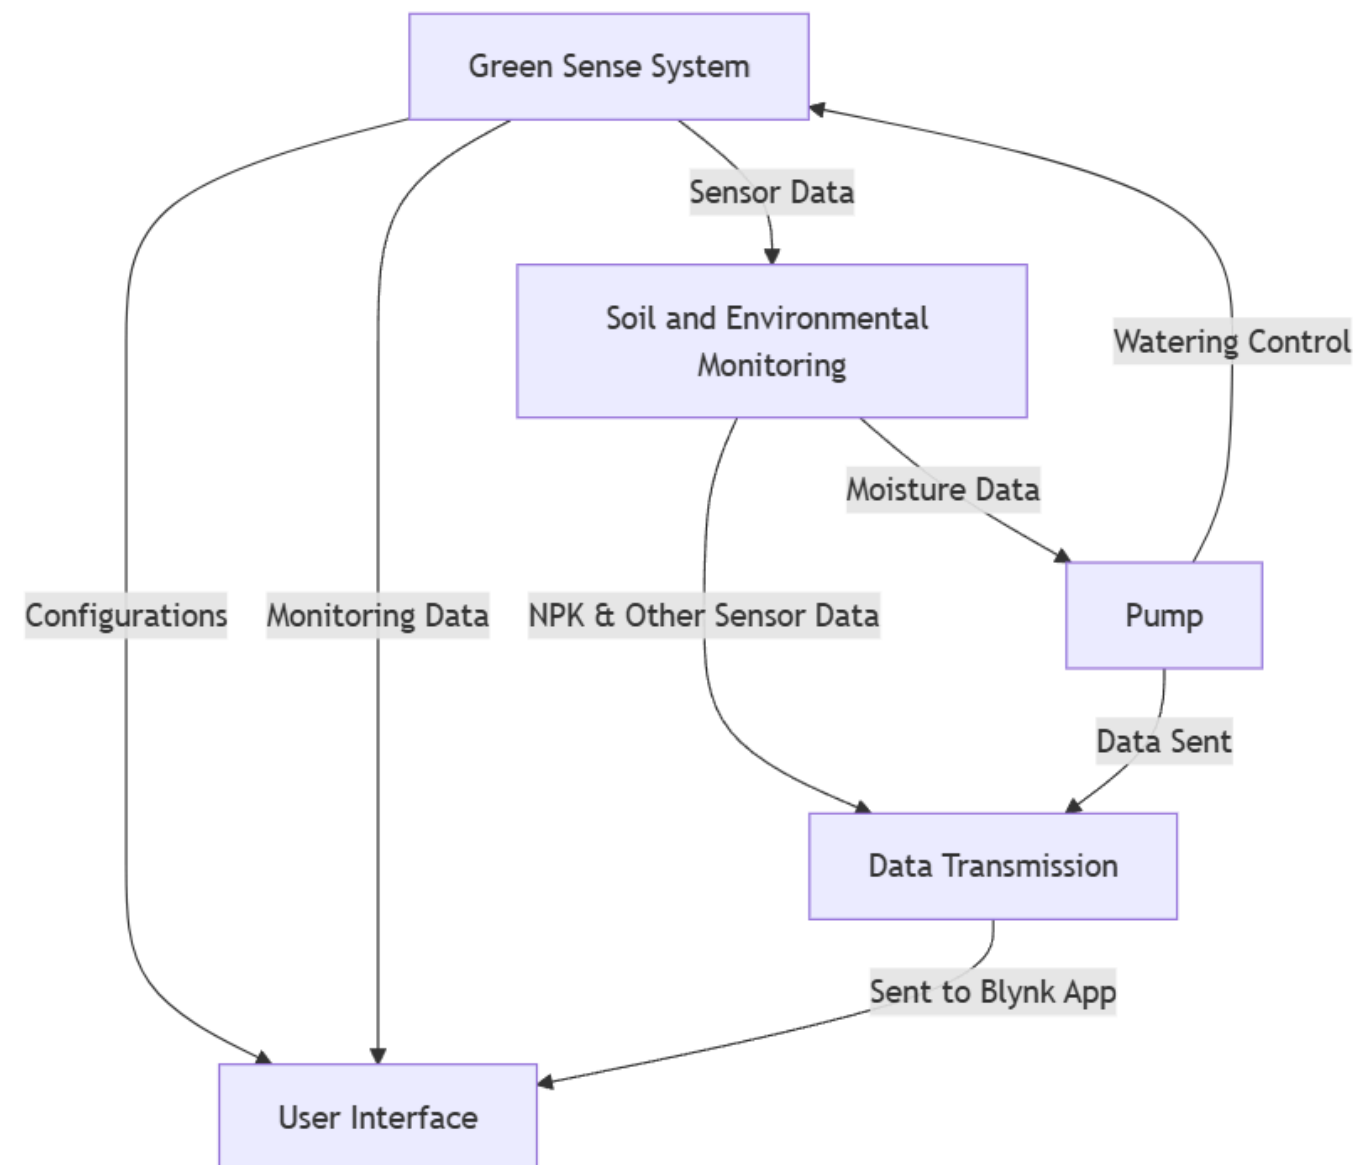 Green Sense System
Sensor Data
Soil and Environmental
Monitoring
Watering Control
Moisture Data
Configurations
Monitoring Data
NPK & Other Sensor Data
Pump
Data Sent
Data Transmission
Sent to Blynk App
User Interface